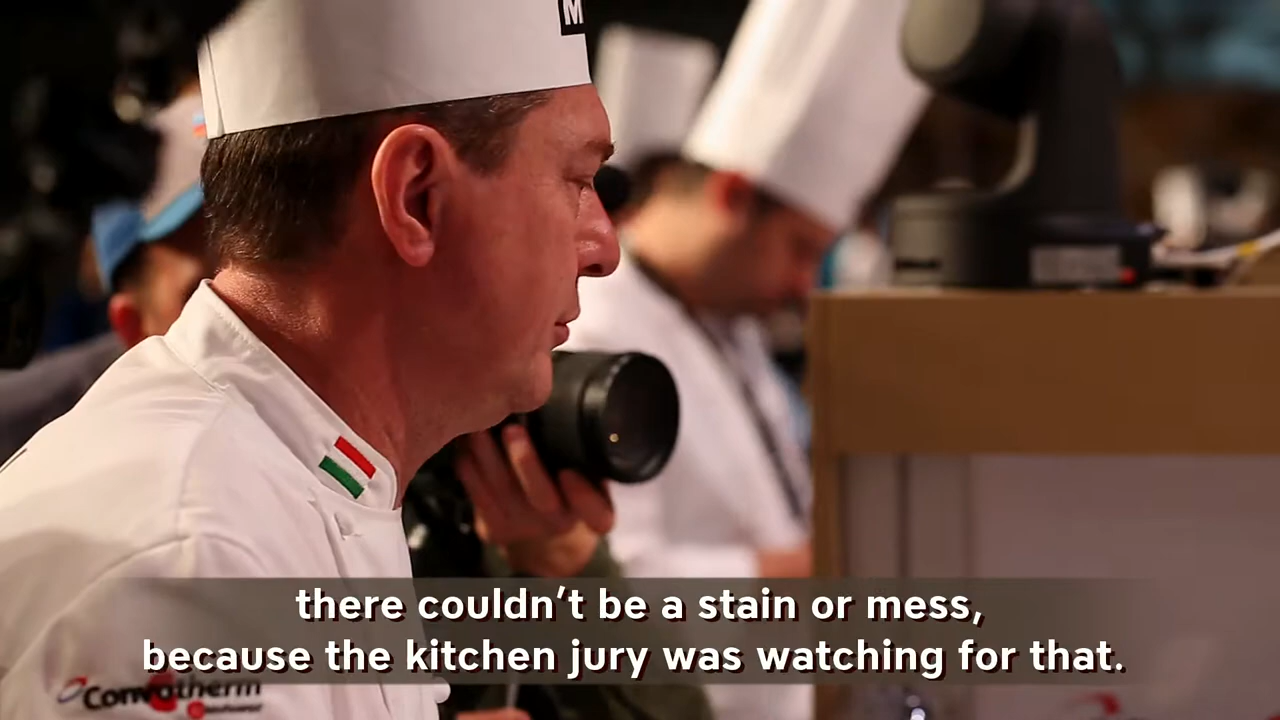 M
there couldn't be a stain or mess,
because the kitchen jury was watching for that.
Convotherm